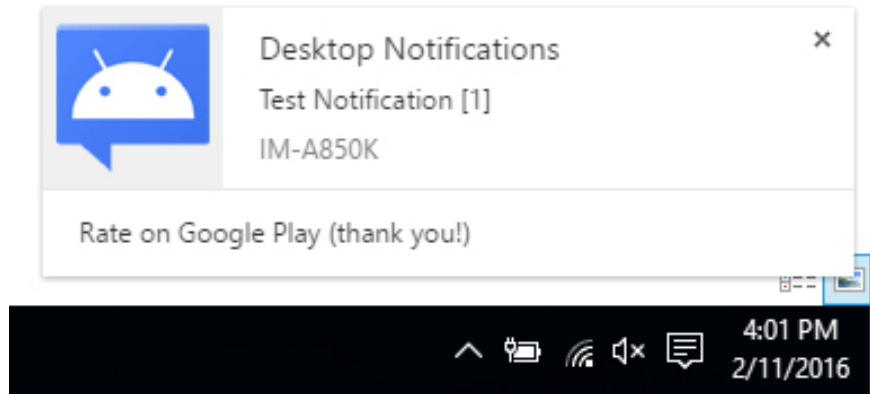 Desktop Notifications
Test Notification [1]
IM-A850K
Rate on Google Play (thank you!)
4:01 PM
2/11/2016